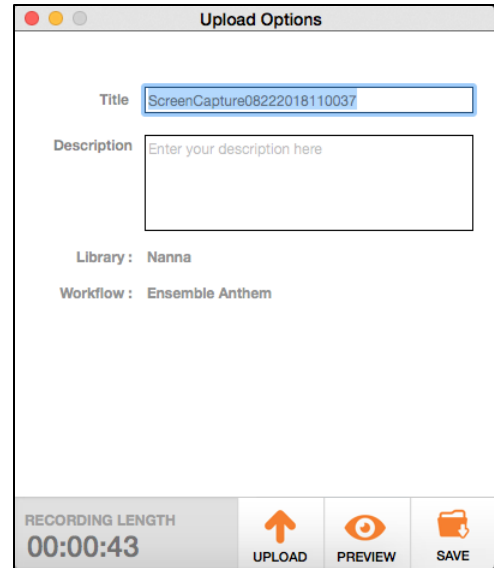 Upload Options
Title ScreenCapture08222018110037
Description Enter your description here
Library : Nanna
Workflow : Ensemble Anthem
RECORDING LENGTH
00:00:43
UPLOAD PREVIEW SAVE